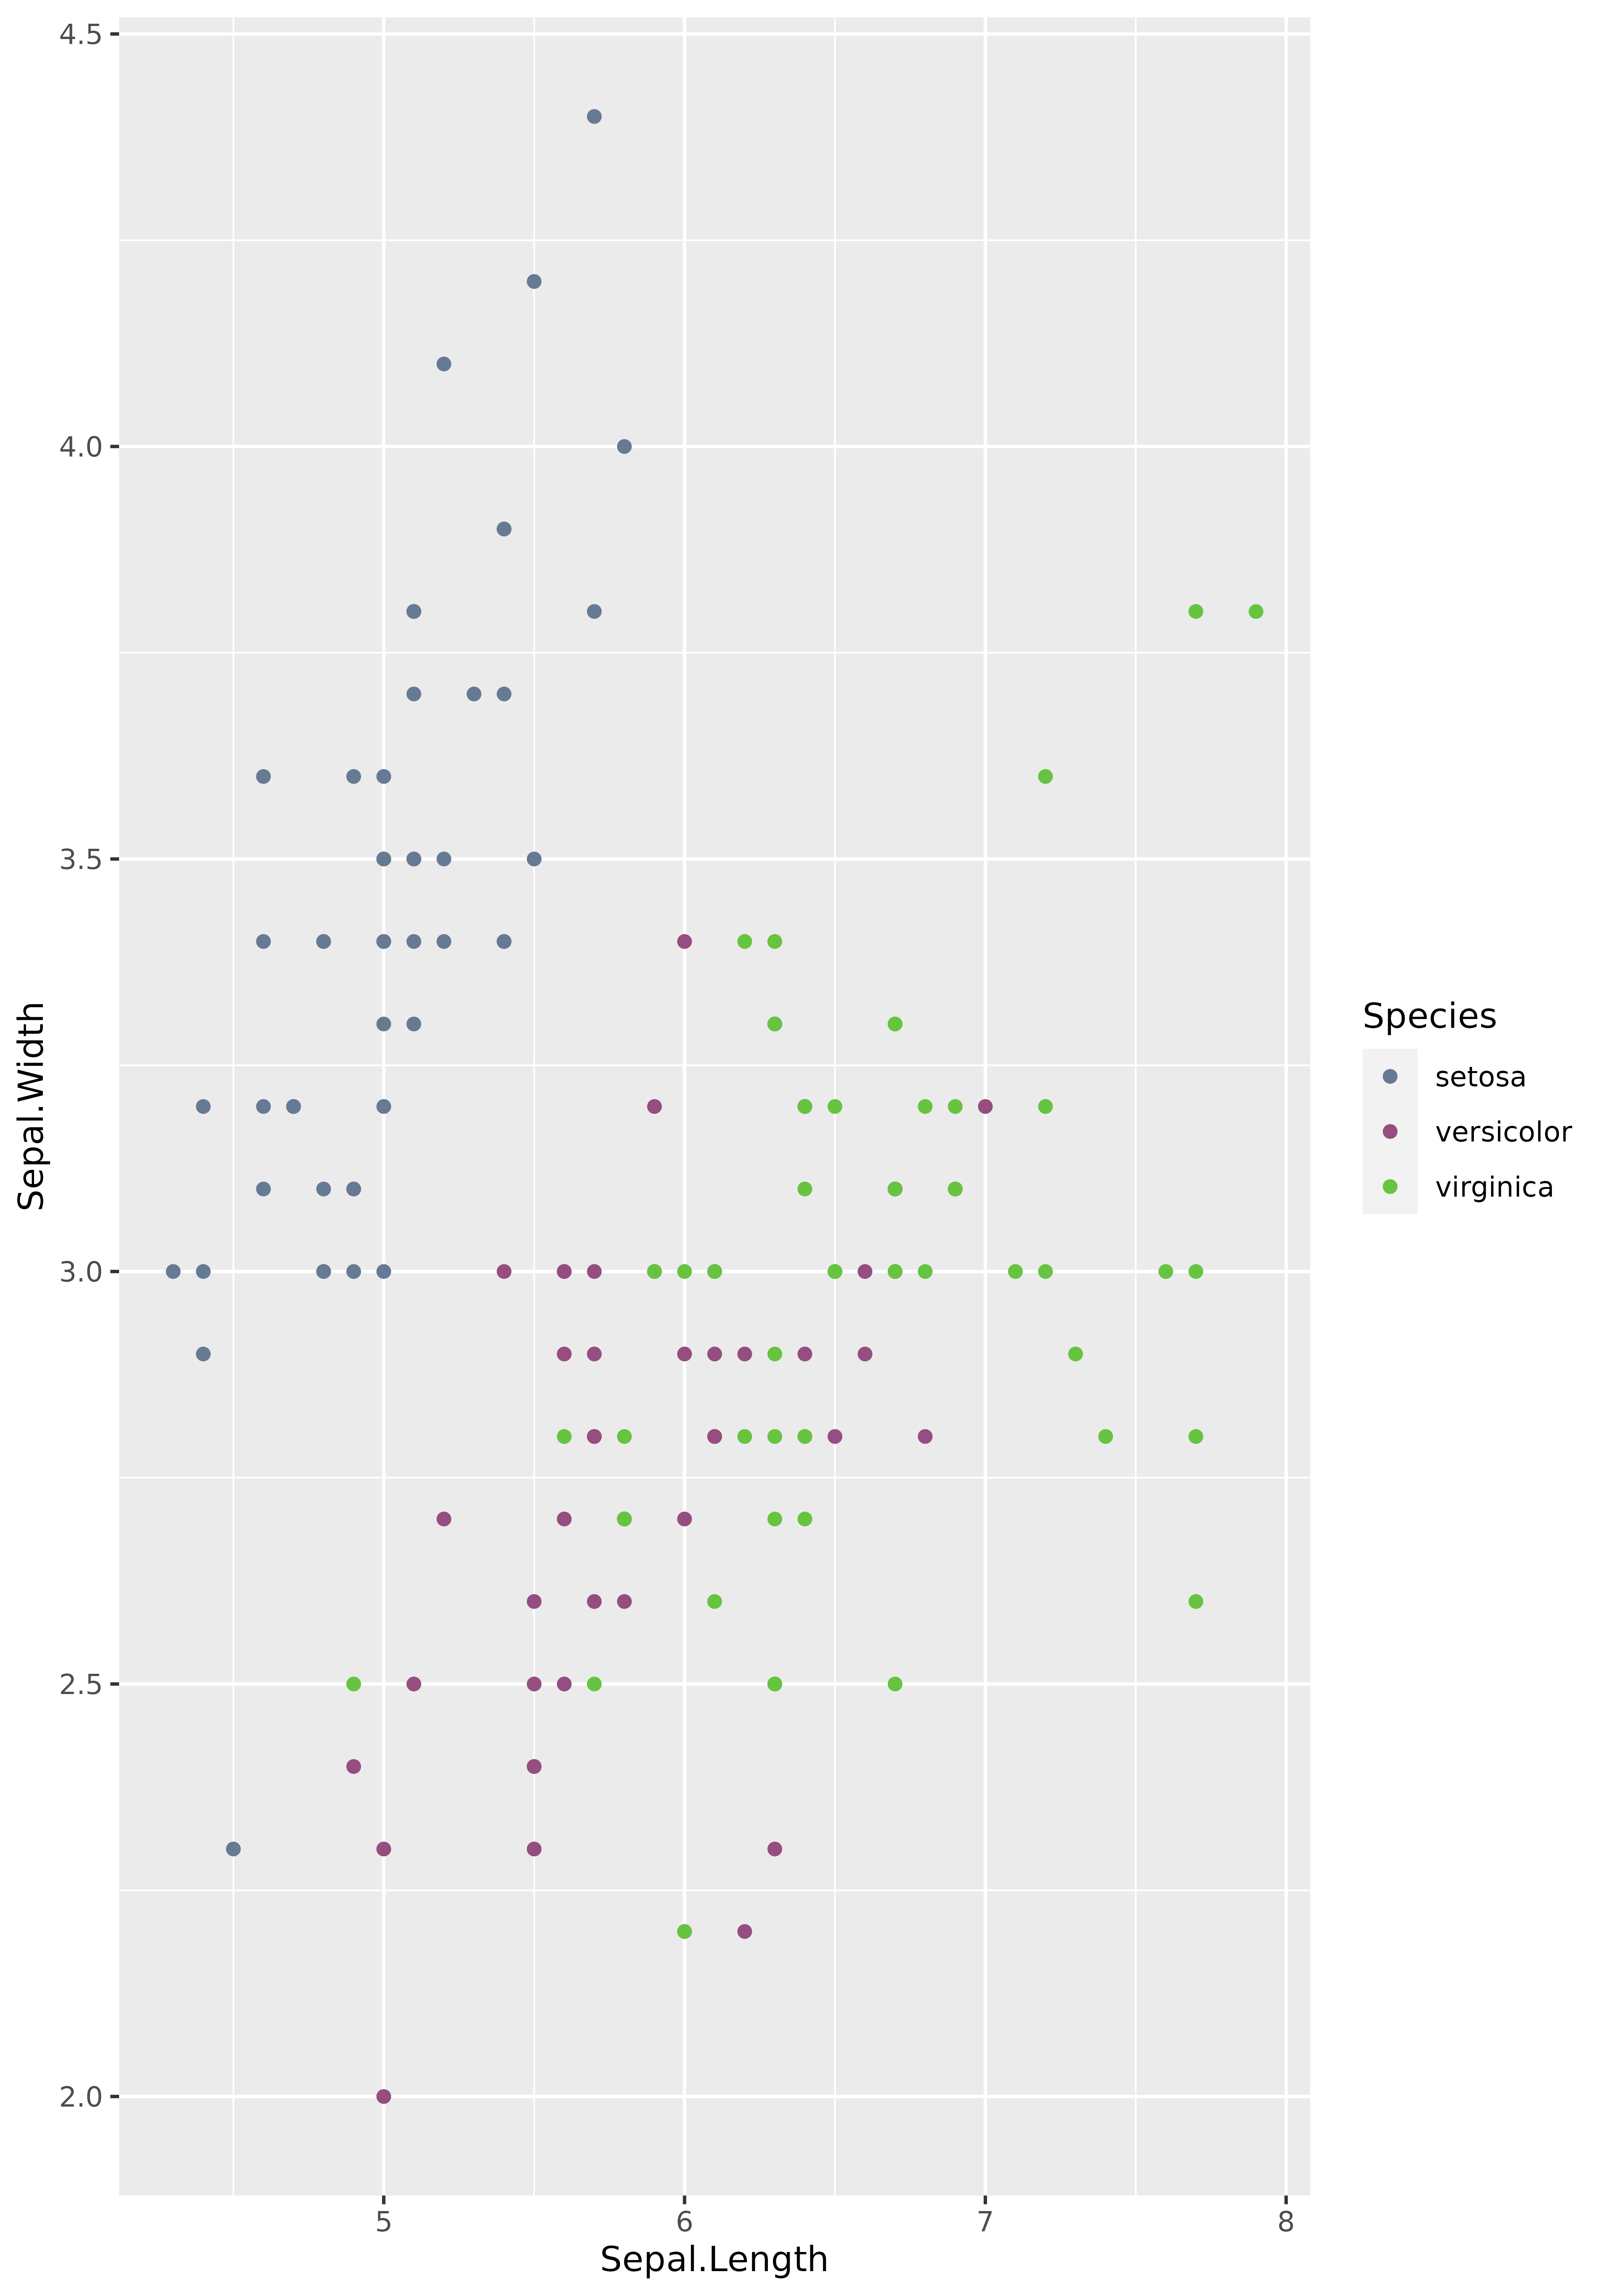 4.5
4.0
3.5
3.0
2.5
2.0
Sepal.Width
5 6 7 8
Sepal.Length
Species
setosa
versicolor
virginica